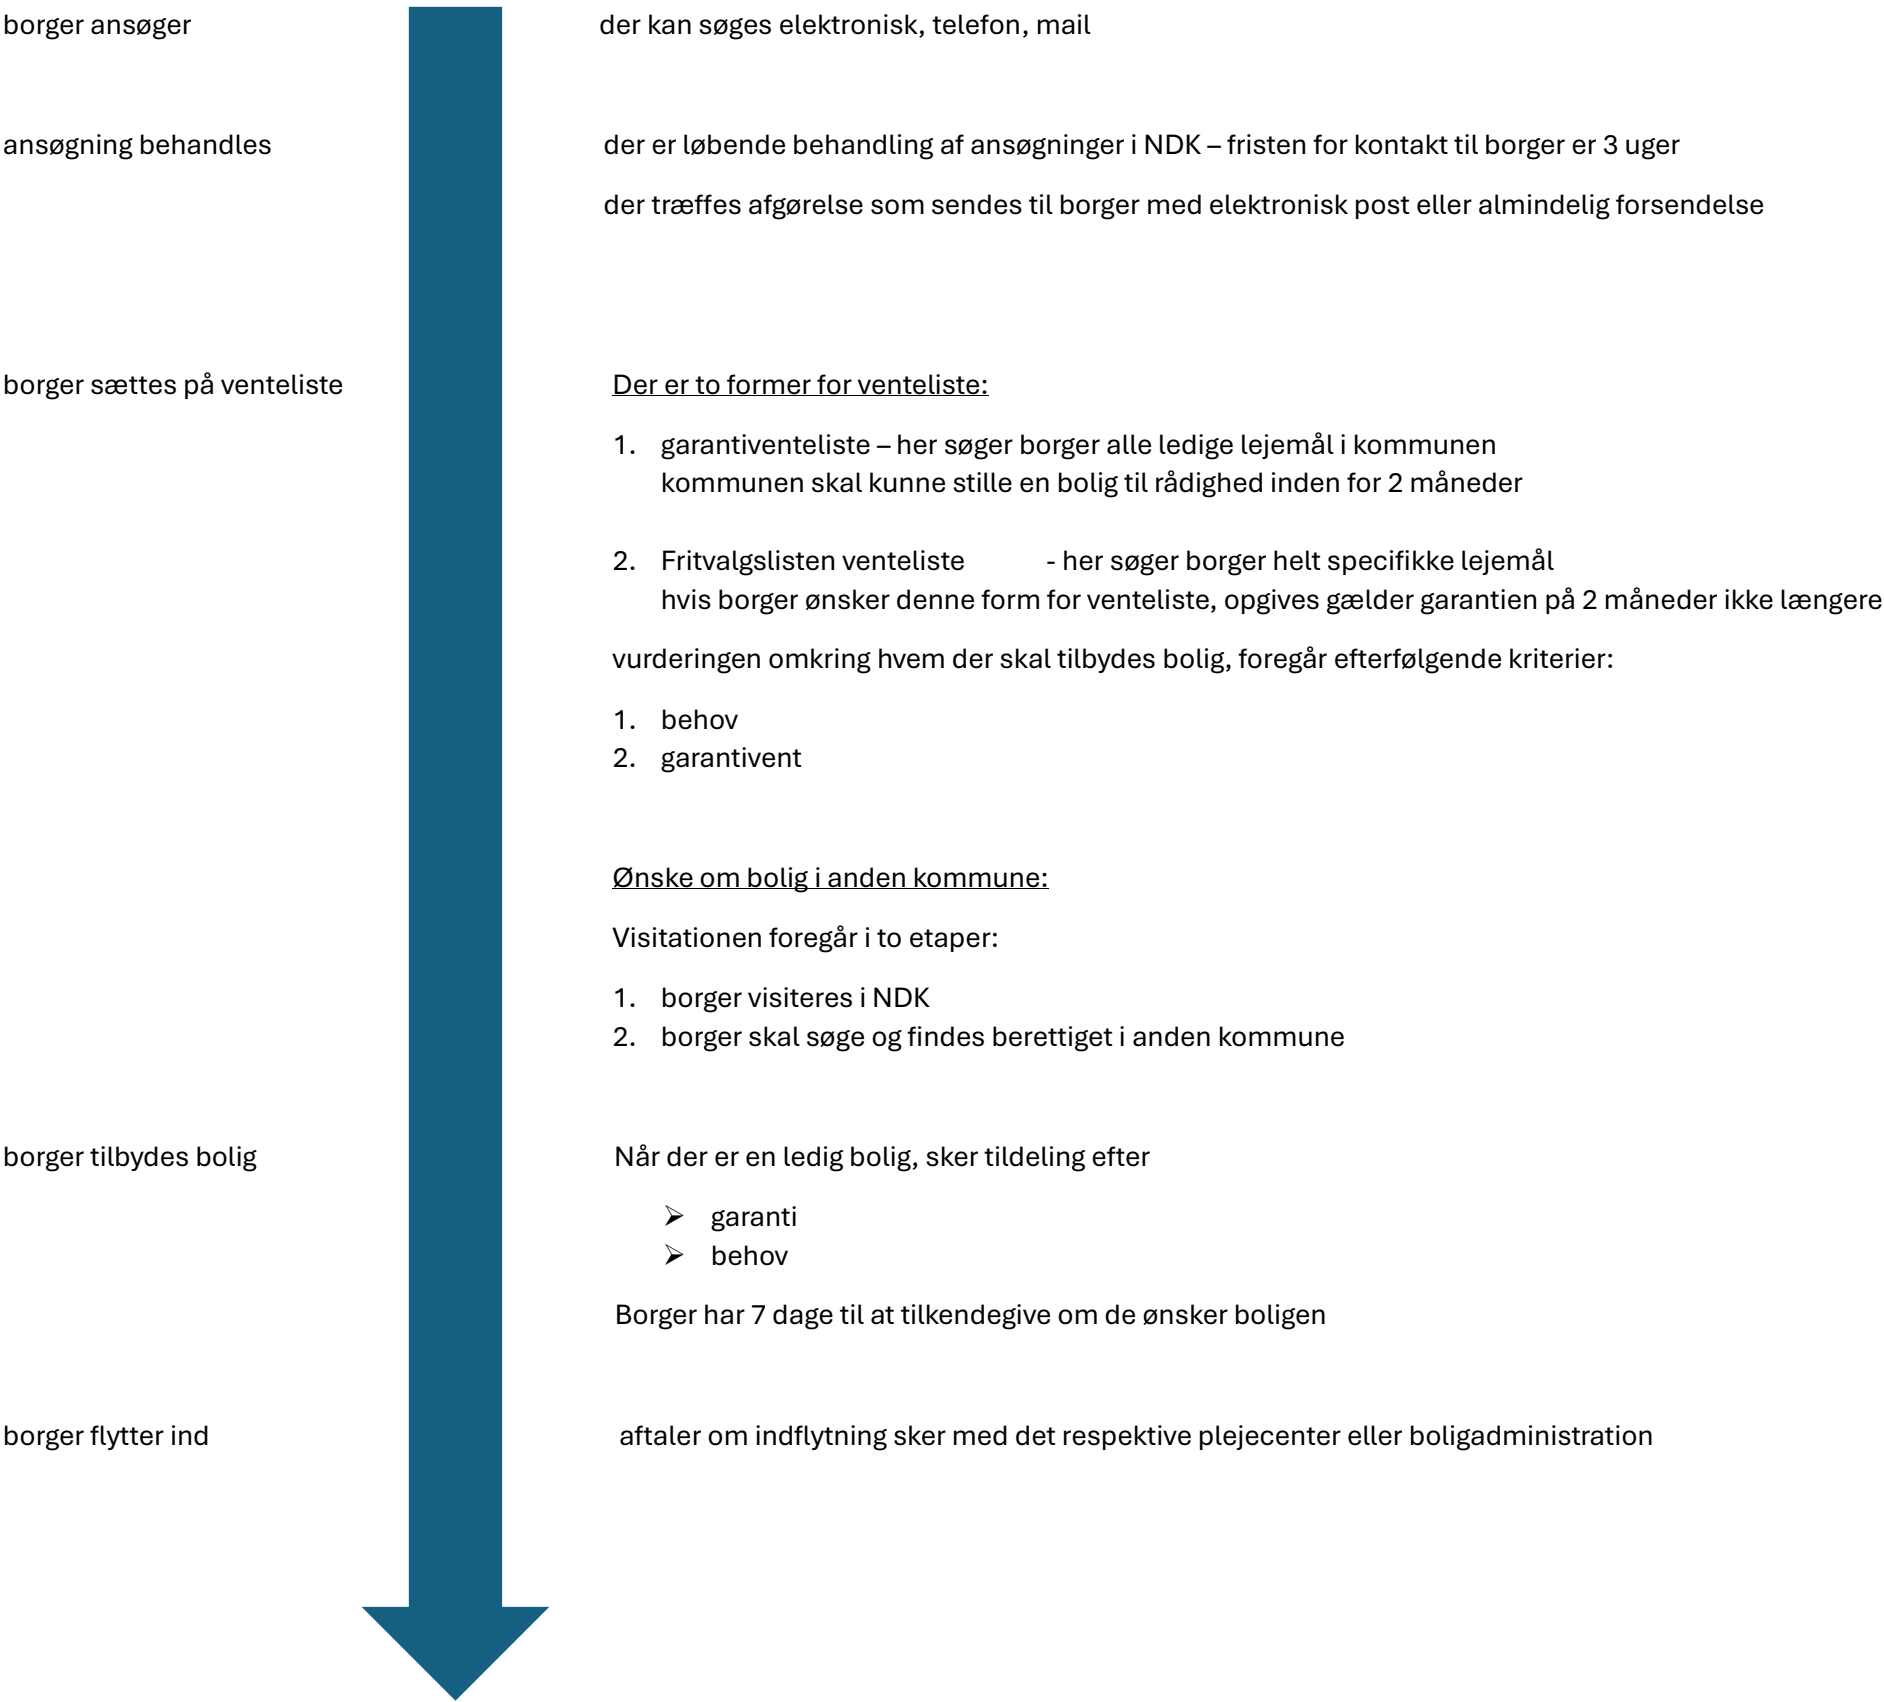 borger ansøger
der kan søges elektronisk, telefon, mail
ansøgning behandles
der er løbende behandling af ansøgninger i NDK – fristen for kontakt til borger er 3 uger
der træffes afgørelse som sendes til borger med elektronisk post eller almindelig forsendelse
borger sættes på venteliste
Der er to former for venteliste:
1. garantiventeliste – her søger borger alle ledige lejemål i kommunen
kommunen skal kunne stille en bolig til rådighed inden for 2 måneder
2. Fritvalgslisten venteliste - her søger borger helt specifikke lejemål
hvis borger ønsker denne form for venteliste, opgives gælder garantien på 2 måneder ikke længere
vurderingen omkring hvem der skal tilbydes bolig, foregår efterfølgende kriterier:
1. behov
2. garantivent
Ønske om bolig i anden kommune:
Visitationen foregår i to etaper:
1. borger visiteres i NDK
2. borger skal søge og findes berettiget i anden kommune
borger tilbydes bolig
Når der er en ledig bolig, sker tildeling efter
➢ garanti
➢ behov
Borger har 7 dage til at tilkendegive om de ønsker boligen
borger flytter ind
aftaler om indflytning sker med det respektive plejecenter eller boligadministration